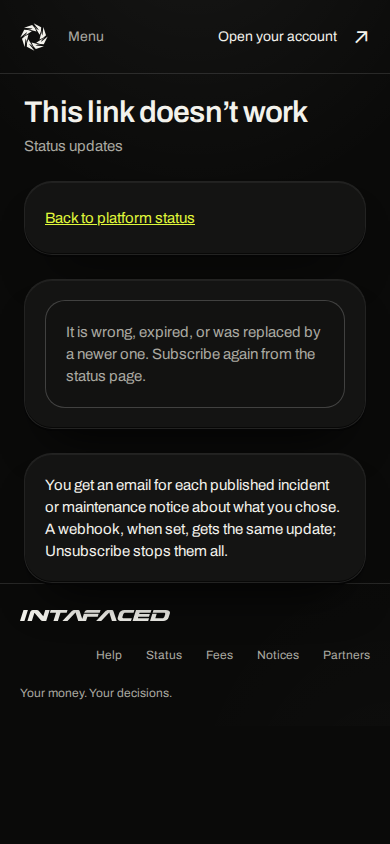 Menu
Open your account
This link doesn’t work
Status updates
Back to platform status
It is wrong, expired, or was replaced by
a newer one. Subscribe again from the
status page.
You get an email for each published incident
or maintenance notice about what you chose.
A webhook, when set, gets the same update;
Unsubscribe stops them all.
INTAFACED
Help
Status
Fees
Notices
Partners
Your money. Your decisions.